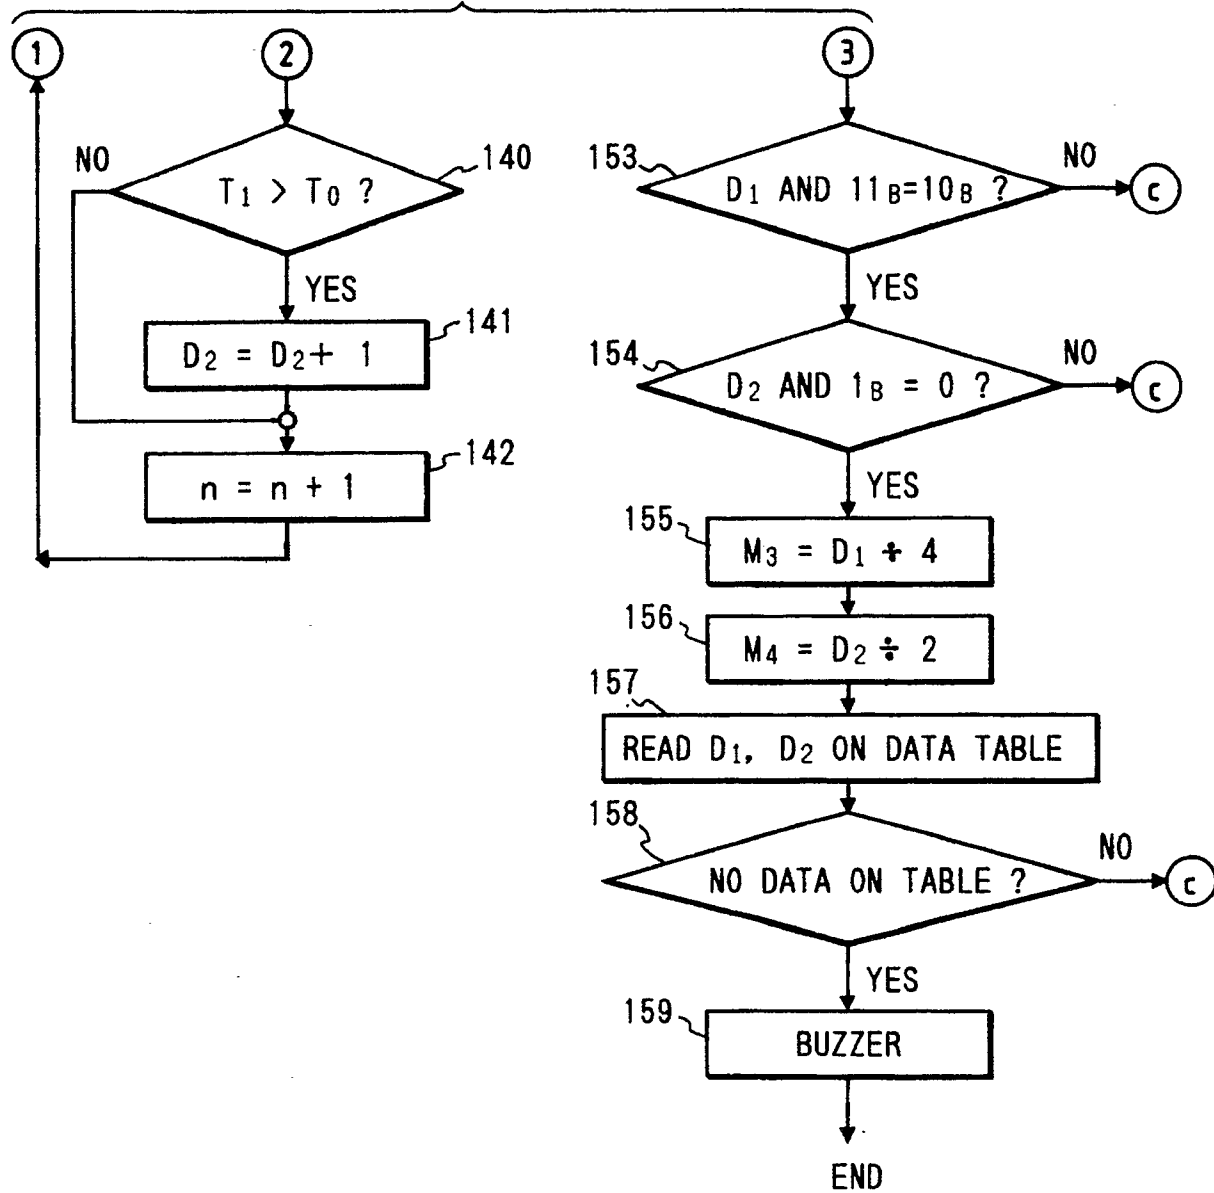 1
2
3
NO
T1 > T0 ?
140
YES
D2 = D2 + 1
141
n = n + 1
142
153
D1 AND 11B=10B ?
NO
c
YES
154
D2 AND 1B = 0 ?
NO
c
YES
155
M3 = D1 ÷ 4
156
M4 = D2 ÷ 2
157
READ D1, D2 ON DATA TABLE
158
NO DATA ON TABLE ?
NO
c
YES
159
BUZZER
END